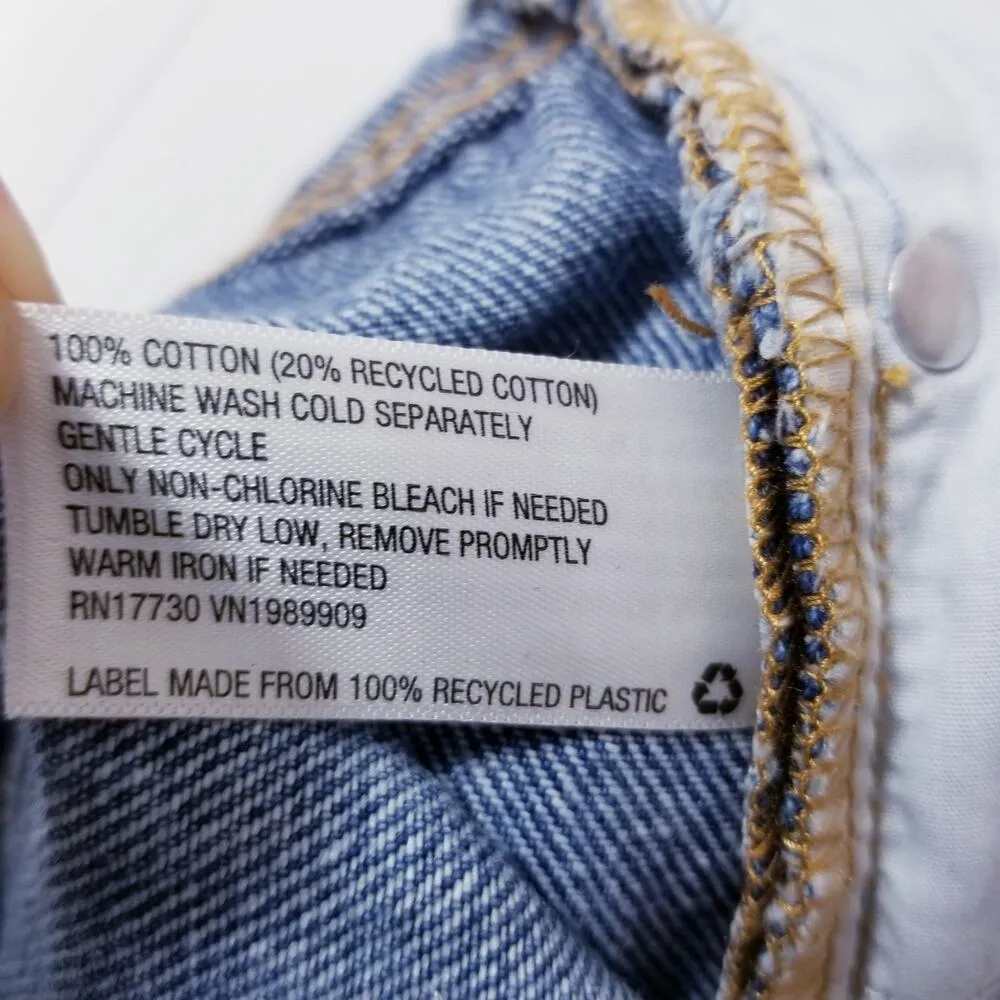 100% COTTON (20% RECYCLED COTTON)
MACHINE WASH COLD SEPARATELY
GENTLE CYCLE
ONLY NON-CHLORINE BLEACH IF NEEDED
TUMBLE DRY LOW, REMOVE PROMPTLY
WARM IRON IF NEEDED
RN17730 VN1989909
LABEL MADE FROM 100% RECYCLED PLASTIC